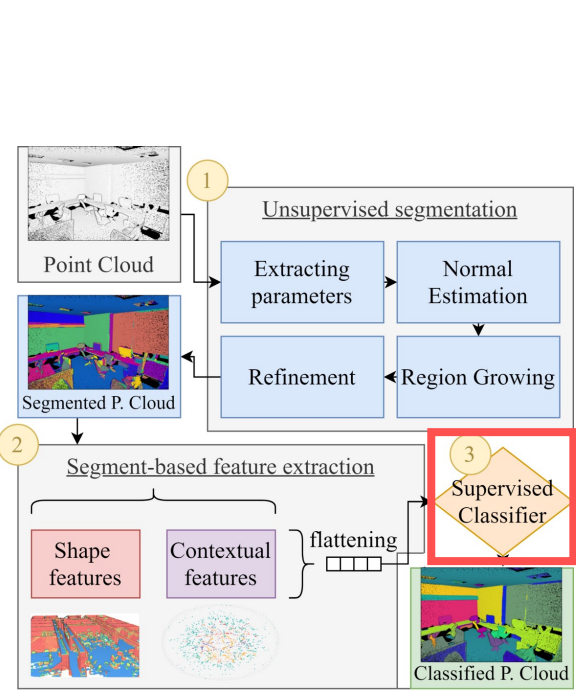 1
Unsupervised segmentation
Point Cloud
Extracting
parameters
Normal
Estimation
Refinement
Region Growing
Segmented P. Cloud
2
Segment-based feature extraction
3
Supervised
Classifier
Shape
features
Contextual
features
flattening
Classified P. Cloud